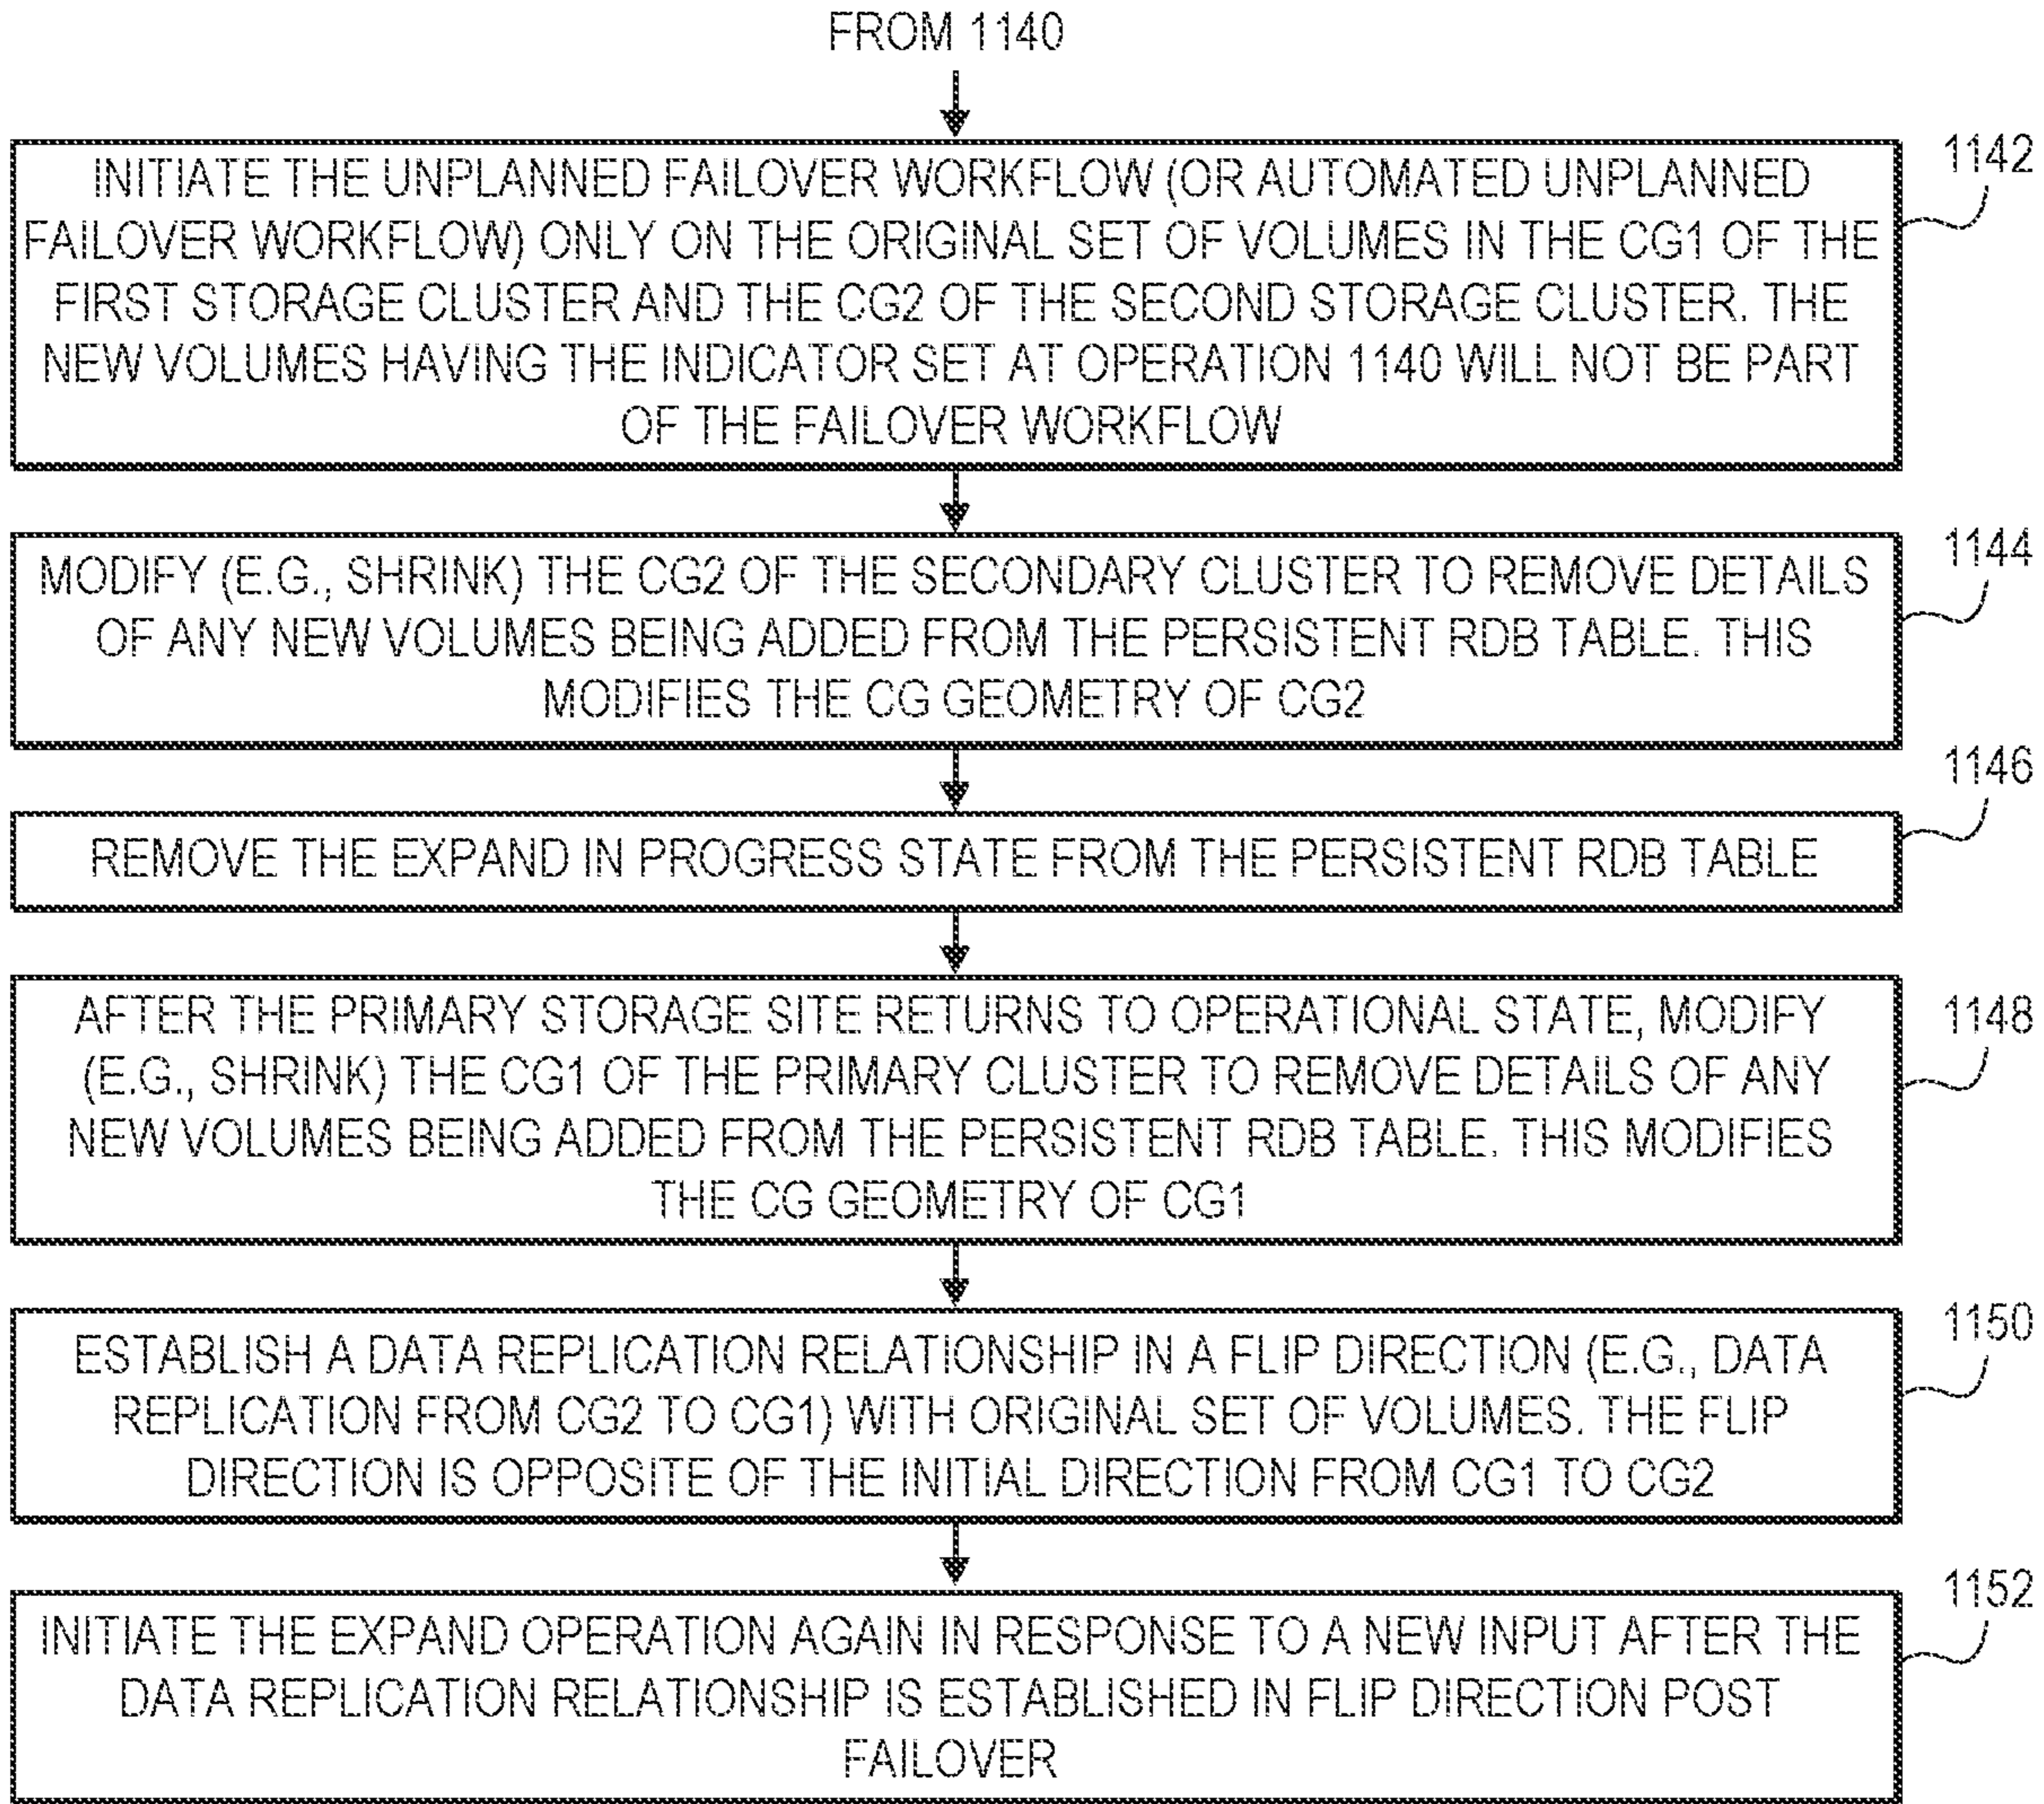 FROM 1140
1142
INITIATE THE UNPLANNED FAILOVER WORKFLOW (OR AUTOMATED UNPLANNED
FAILOVER WORKFLOW) ONLY ON THE ORIGINAL SET OF VOLUMES IN THE CG1 OF THE
FIRST STORAGE CLUSTER AND THE CG2 OF THE SECOND STORAGE CLUSTER. THE
NEW VOLUMES HAVING THE INDICATOR SET AT OPERATION 1140 WILL NOT BE PART
OF THE FAILOVER WORKFLOW
1144
MODIFY (E.G., SHRINK) THE CG2 OF THE SECONDARY CLUSTER TO REMOVE DETAILS
OF ANY NEW VOLUMES BEING ADDED FROM THE PERSISTENT RDB TABLE. THIS
MODIFIES THE CG GEOMETRY OF CG2
1146
REMOVE THE EXPAND IN PROGRESS STATE FROM THE PERSISTENT RDB TABLE
1148
AFTER THE PRIMARY STORAGE SITE RETURNS TO OPERATIONAL STATE, MODIFY
(E.G., SHRINK) THE CG1 OF THE PRIMARY CLUSTER TO REMOVE DETAILS OF ANY
NEW VOLUMES BEING ADDED FROM THE PERSISTENT RDB TABLE. THIS MODIFIES
THE CG GEOMETRY OF CG1
1150
ESTABLISH A DATA REPLICATION RELATIONSHIP IN A FLIP DIRECTION (E.G., DATA
REPLICATION FROM CG2 TO CG1) WITH ORIGINAL SET OF VOLUMES. THE FLIP
DIRECTION IS OPPOSITE OF THE INITIAL DIRECTION FROM CG1 TO CG2
1152
INITIATE THE EXPAND OPERATION AGAIN IN RESPONSE TO A NEW INPUT AFTER THE
DATA REPLICATION RELATIONSHIP IS ESTABLISHED IN FLIP DIRECTION POST
FAILOVER